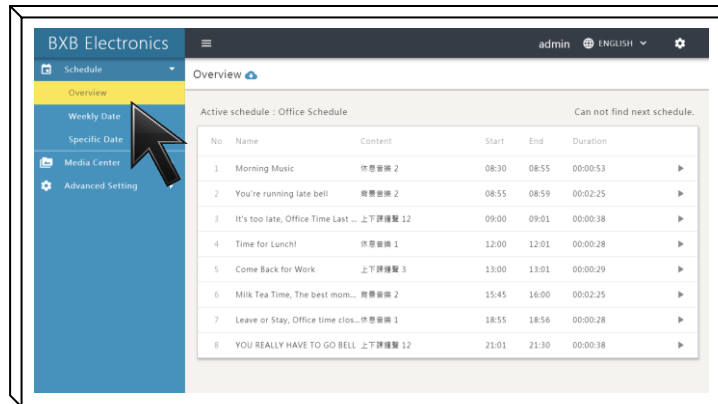 BXB Electronics
admin ENGLISH
Schedule
Overview
Weekly Date
Specific Date
Media Center
Advanced Setting
Overview
Active schedule : Office Schedule Can not find next schedule.
No Name Content Start End Duration
1 Morning Music 休息音樂 2 08:30 08:55 00:00:53
2 You're running late bell 背景音樂 2 08:55 08:59 00:02:25
3 It's too late, Office Time Last ... 上下課鐘聲 12 09:00 09:01 00:00:38
4 Time for Lunch! 休息音樂 1 12:00 12:01 00:00:28
5 Come Back for Work 上下課鐘聲 3 13:00 13:01 00:00:29
6 Milk Tea Time, The best mom... 背景音樂 2 15:45 16:00 00:02:25
7 Leave or Stay, Office time clos... 休息音樂 1 18:55 18:56 00:00:28
8 YOU REALLY HAVE TO GO BELL 上下課鐘聲 12 21:01 21:30 00:00:38